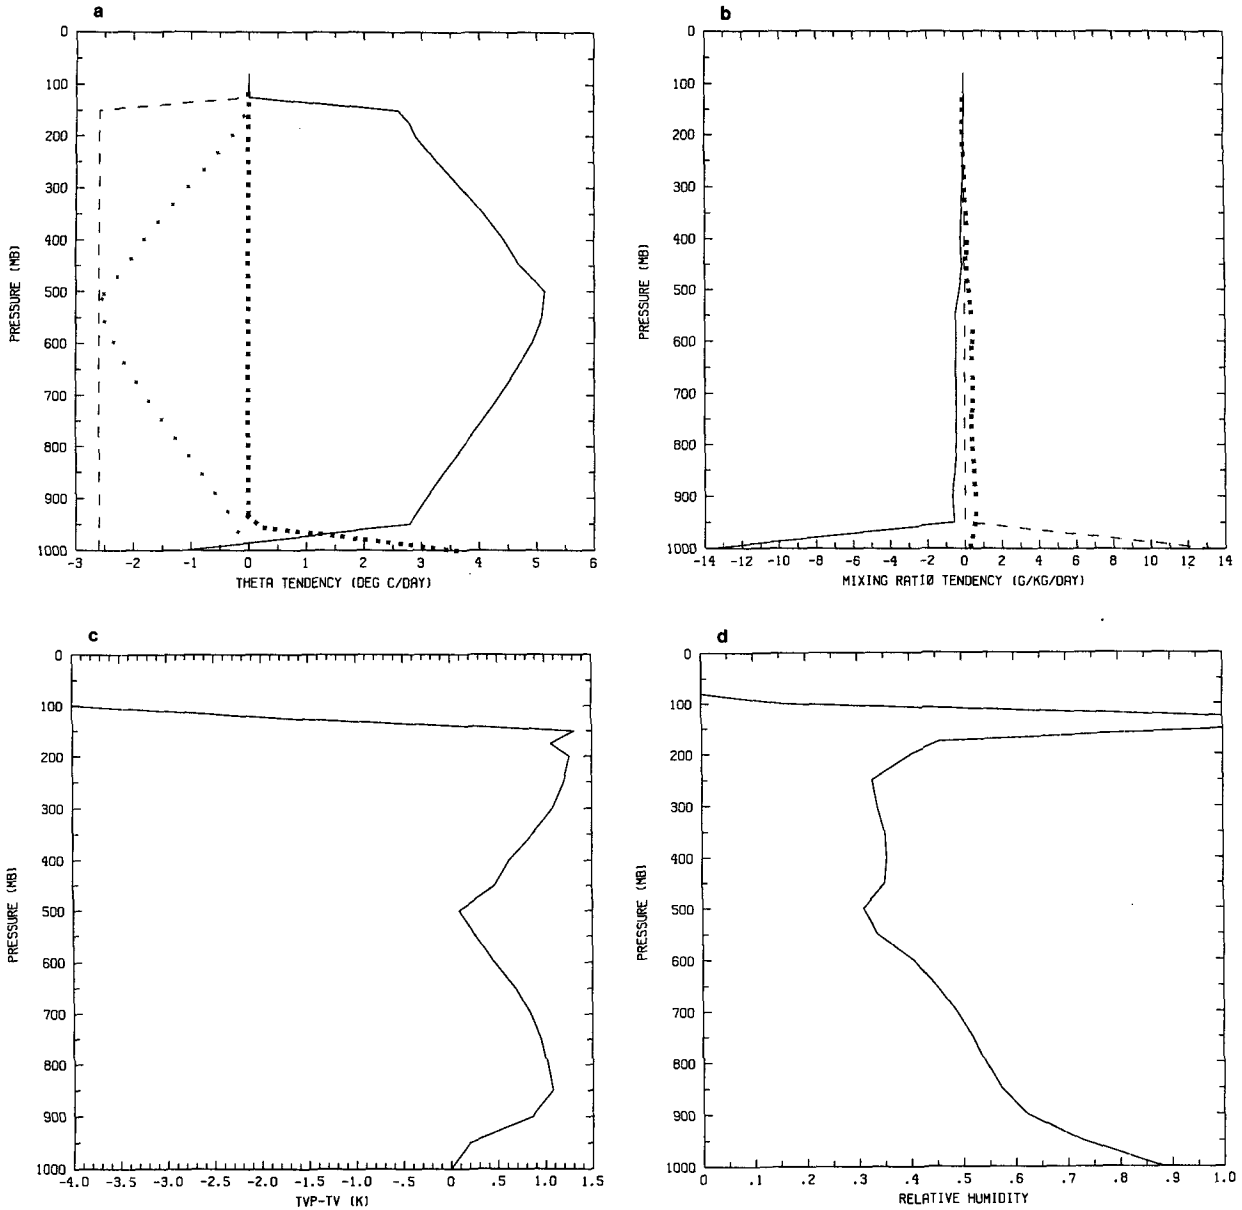 a
0
100
200
300
400
500
600
700
800
900
1000
PRESSURE (MB)
-3 -2 -1 0 1 2 3 4 5 6
THETA TENDENCY (DEG C/DAY)
b
0
100
200
300
400
500
600
700
800
900
1000
PRESSURE (MB)
-14 -12 -10 -8 -6 -4 -2 0 2 4 6 8 10 12 14
MIXING RATIO TENDENCY (G/KG/DAY)
c
0
100
200
300
400
500
600
700
800
900
1000
PRESSURE (MB)
-4.0 -3.5 -3.0 -2.5 -2.0 -1.5 -1.0 -.5 0 .5 1.0 1.5
TVP-TV (K)
d
0
100
200
300
400
500
600
700
800
900
1000
PRESSURE (MB)
0 .1 .2 .3 .4 .5 .6 .7 .8 .9 1.0
RELATIVE HUMIDITY